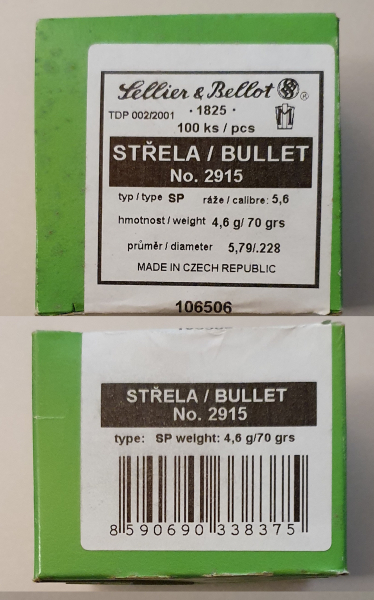 Sellier & Bellot ®
· 1825 ·
TDP 002/2001
100 ks / pcs
STŘELA / BULLET
No. 2915
typ / type SP ráže / calibre: 5,6
hmotnost / weight 4,6 g/ 70 grs
průměr / diameter 5,79/.228
MADE IN CZECH REPUBLIC
106506
STŘELA / BULLET
No. 2915
type: SP weight: 4,6 g/70 grs
8 590690 338375